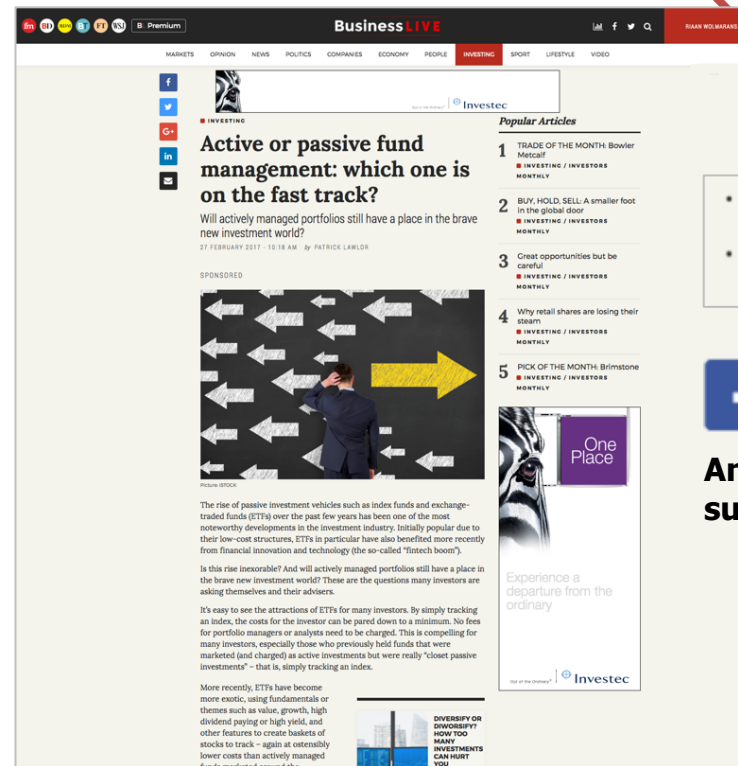 fm BD BT FT WSJ B: Premium
BusinessLIVE
RIAAN WOLMARANS
MARKETS OPINION NEWS POLITICS COMPANIES ECONOMY PEOPLE INVESTING SPORT LIFESTYLE VIDEO
Out of the Ordinary® Investec
INVESTING
Active or passive fund
management: which one is
on the fast track?
Will actively managed portfolios still have a place in the brave
new investment world?
27 FEBRUARY 2017 - 10:18 AM by PATRICK LAWLOR
SPONSORED
Picture: ISTOCK
The rise of passive investment vehicles such as index funds and exchange-
traded funds (ETFs) over the past few years has been one of the most
noteworthy developments in the investment industry. Initially popular due to
their low-cost structures, ETFs in particular have also benefited more recently
from financial innovation and technology (the so-called "fintech boom").
Is this rise inexorable? And will actively managed portfolios still have a place in
the brave new investment world? These are the questions many investors are
asking themselves and their advisers.
It's easy to see the attractions of ETFs for many investors. By simply tracking
an index, the costs for the investor can be pared down to a minimum. No fees
for portfolio managers or analysts need to be charged. This is compelling for
many investors, especially those who previously held funds that were
marketed (and charged) as active investments but were really "closet passive
investments" – that is, simply tracking an index.
More recently, ETFs have become
more exotic, using fundamentals or
themes such as value, growth, high
dividend paying or high yield, and
other features to create baskets of
stocks to track – again at ostensibly
lower costs than actively managed
DIVERSIFY OR
DIWORSIFY?
HOW TOO
MANY
INVESTMENTS
CAN HURT
YOU
Popular Articles
1 TRADE OF THE MONTH: Bowler
Metcalf
INVESTING / INVESTORS
MONTHLY
2 BUY, HOLD, SELL: A smaller foot
in the global door
INVESTING / INVESTORS
MONTHLY
3 Great opportunities but be
careful
INVESTING / INVESTORS
MONTHLY
4 Why retail shares are losing their
steam
INVESTING / INVESTORS
MONTHLY
5 PICK OF THE MONTH: Brimstone
INVESTING / INVESTORS
MONTHLY
One
Place
Experience a
departure from the
ordinary
Out of the Ordinary® Investec